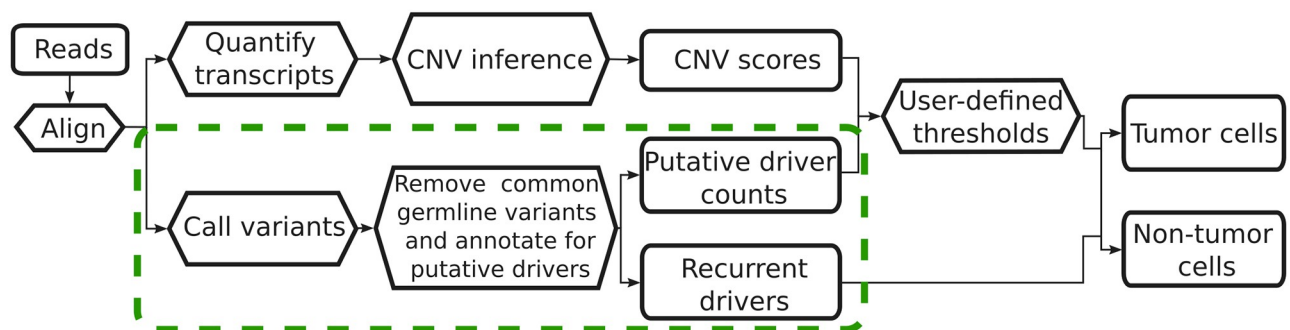 Reads
Align
Quantify
transcripts
CNV inference
CNV scores
Call variants
Remove common
germline variants
and annotate for
putative drivers
Putative driver
counts
Recurrent
drivers
User-defined
thresholds
Tumor cells
Non-tumor
cells